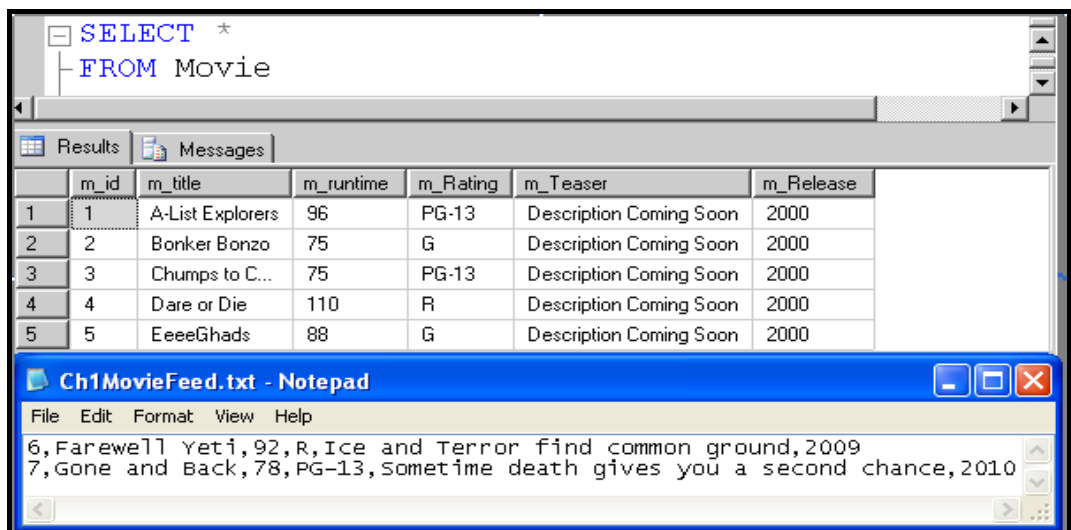 SELECT *
FROM Movie
Results Messages
m_id m_title m_runtime m_Rating m_Teaser m_Release
1 1 A-List Explorers 96 PG-13 Description Coming Soon 2000
2 2 Bonker Bonzo 75 G Description Coming Soon 2000
3 3 Chumps to C... 75 PG-13 Description Coming Soon 2000
4 4 Dare or Die 110 R Description Coming Soon 2000
5 5 EeeeGhads 88 G Description Coming Soon 2000
Ch1MovieFeed.txt - Notepad
File Edit Format View Help
6,Farewell Yeti,92,R,Ice and Terror find common ground,2009
7,Gone and Back,78,PG-13,Sometime death gives you a second chance,2010